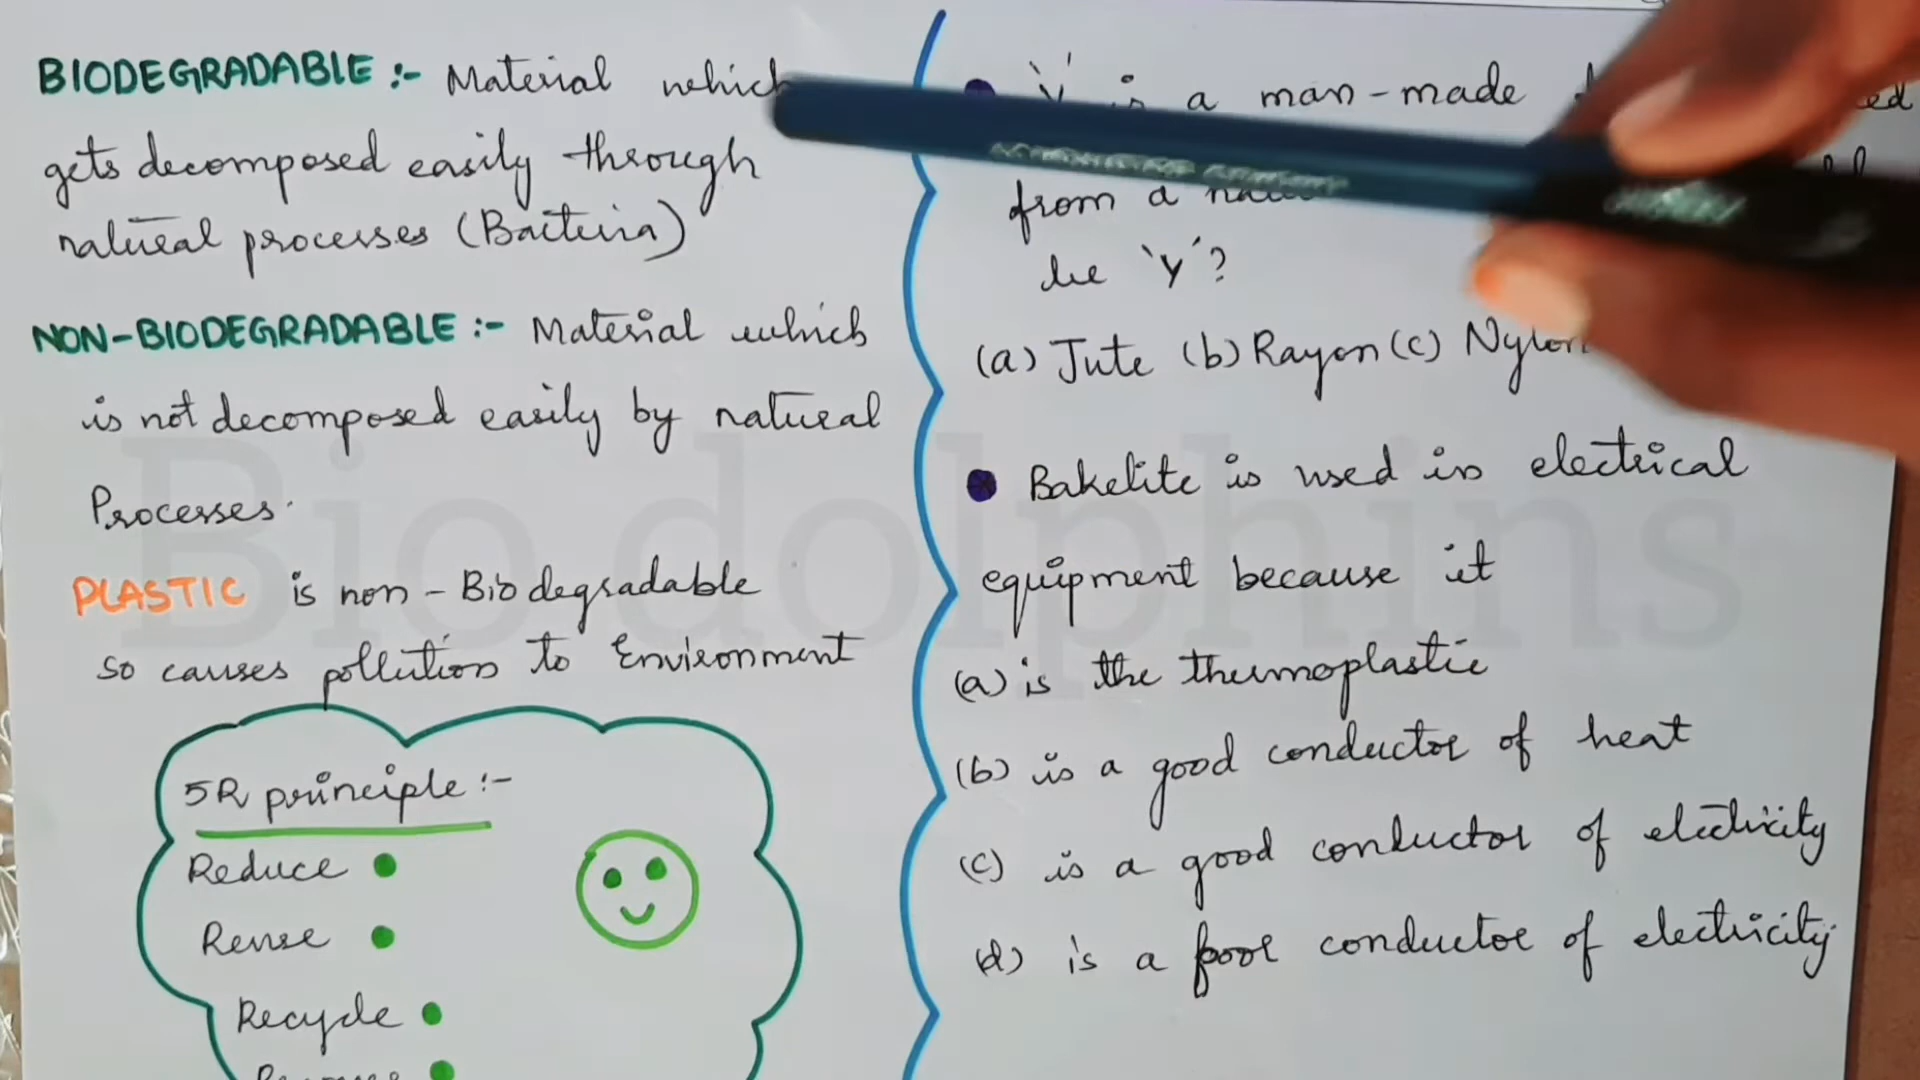 BIODEGRADABLE :- Material which
gets decomposed easily through
natural processes (Bacteria)
NON-BIODEGRADABLE :- Material which
is not decomposed easily by natural
Processes.
PLASTIC is non-Biodegradable
so causes pollution to Environment
5R principle :-
Reduce
Reuse
Recycle
is a man-made
from a
be 'Y'?
(a) Jute (b) Rayon (c) Nylon
Bakelite is used in electrical
equipment because it
(a) is the thermoplastic
(b) is a good conductor of heat
(c) is a good conductor of electricity
(d) is a poor conductor of electricity
Bio dolphins